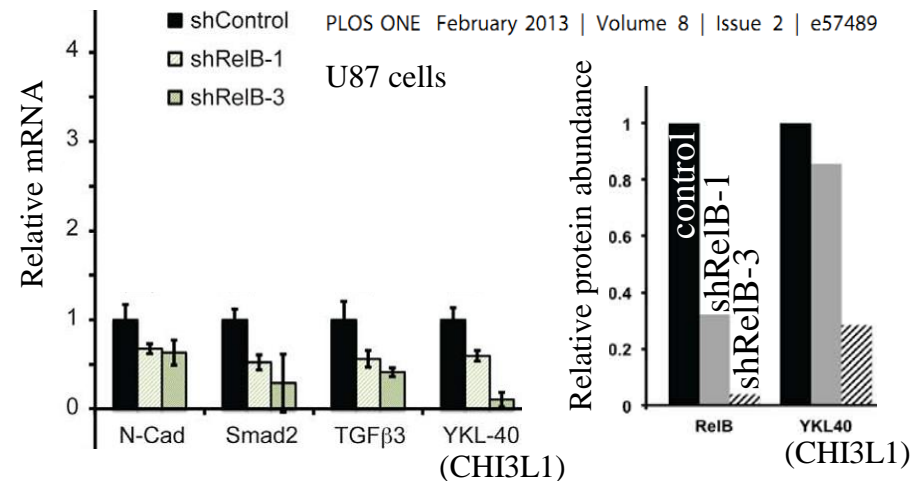 shControl
shRelB-1
shRelB-3
PLOS ONE February 2013 | Volume 8 | Issue 2 | e57489
U87 cells
Relative mRNA
4
3
2
1
0
N-Cad Smad2 TGFβ3 YKL-40
(CHI3L1)
Relative protein abundance
1
0.8
0.6
0.4
0.2
0
control
shRelB-1
shRelB-3
RelB YKL40
(CHI3L1)